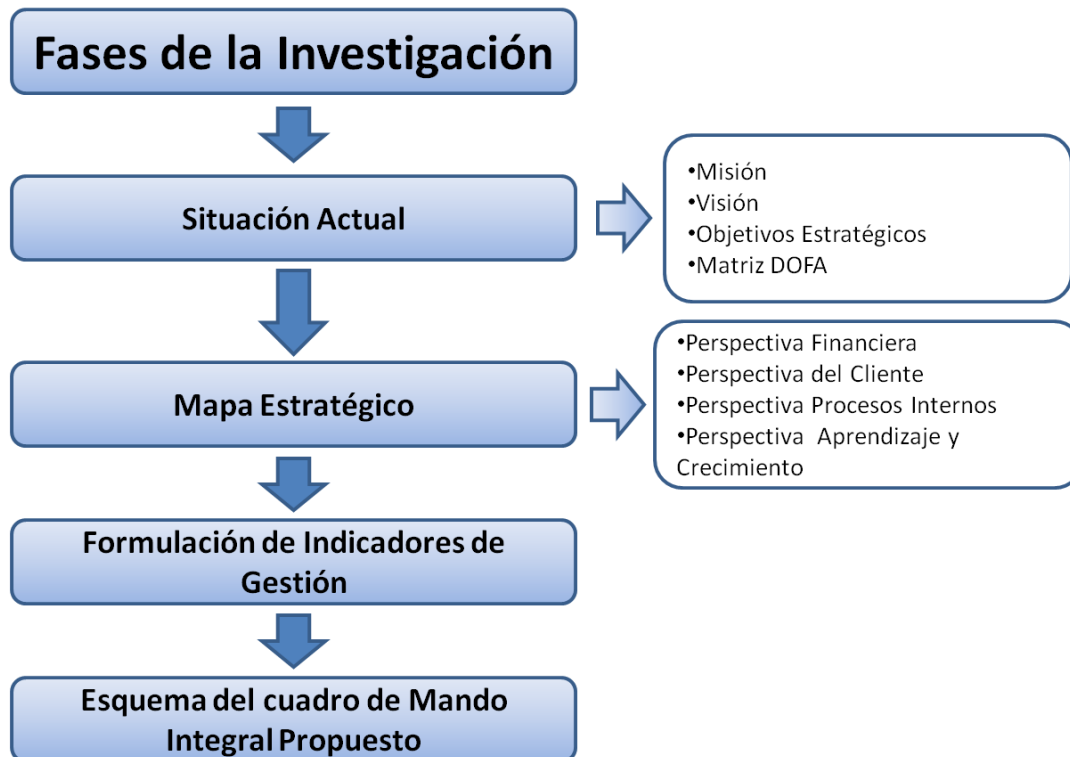 Fases de la Investigación
Situación Actual
•Misión
•Visión
•Objetivos Estratégicos
•Matriz DOFA
Mapa Estratégico
•Perspectiva Financiera
•Perspectiva del Cliente
•Perspectiva Procesos Internos
•Perspectiva  Aprendizaje y
Crecimiento
Formulación de Indicadores de
Gestión
Esquema del cuadro de Mando
Integral Propuesto